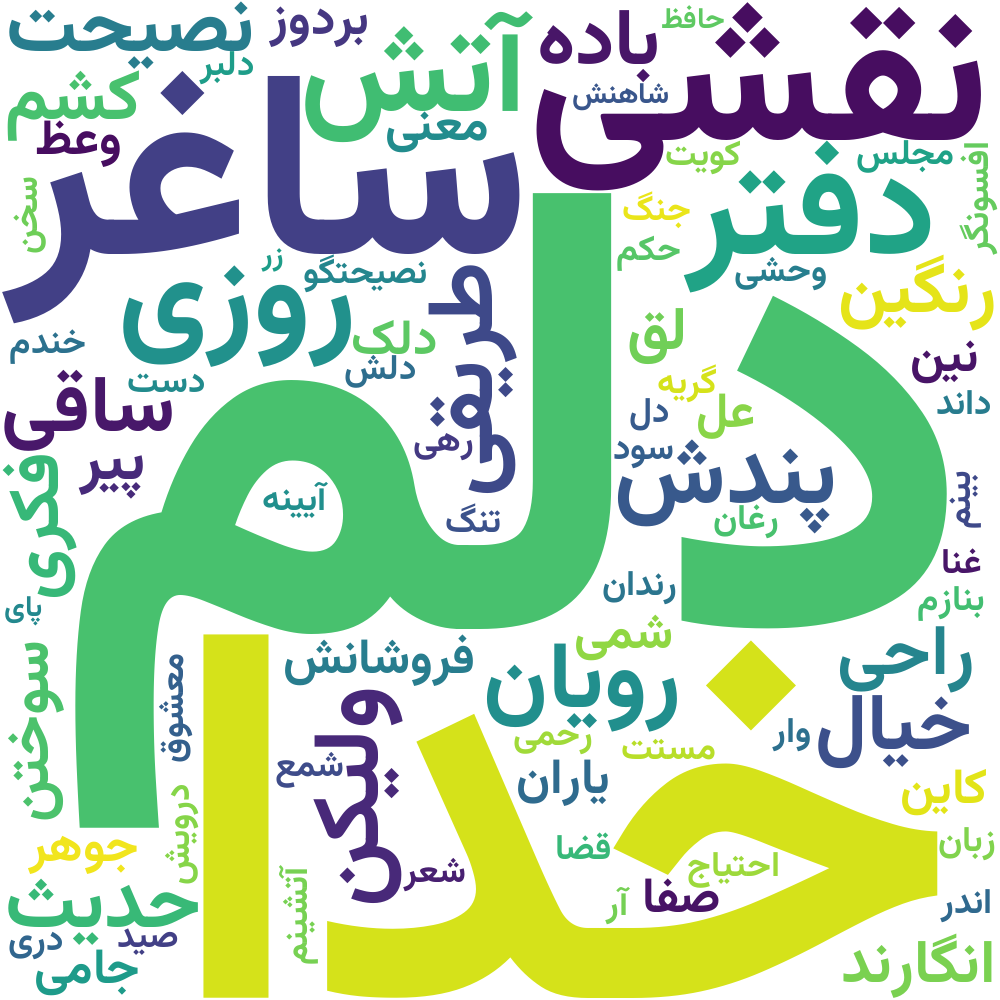 نصیحت
بردوز
حافظ
نقشی
باده
شاهنش
آتش
دلبر
کشم
معنی
وعظ
ساغر
کویت
مجلس
افسونگر
دفتر
سخن
جنگ
حکم
وحشی
رنگین
زر
نصیحتگو
روزی
طریقی
دلم
خندم
دلک
دلش
دست
لق
نین
داند
ساقی
گریه
عل
دل
رهی
سود
پیر
فکری
پندش
بینم
آیینه
تنگ
رغان
غنا
رندان
بنازم
پای
خدا
سوختن
معشوق
فروشانش
شمی
رویان
راحی
خیال
ولیکن
رحمی
مستت
وار
شمع
یاران
کاین
درویش
جوهر
قضا
زبان
احتیاج
شعر
صفا
آر
اندر
حدیث
آتشینم
صید
دری
جامی
انگارند